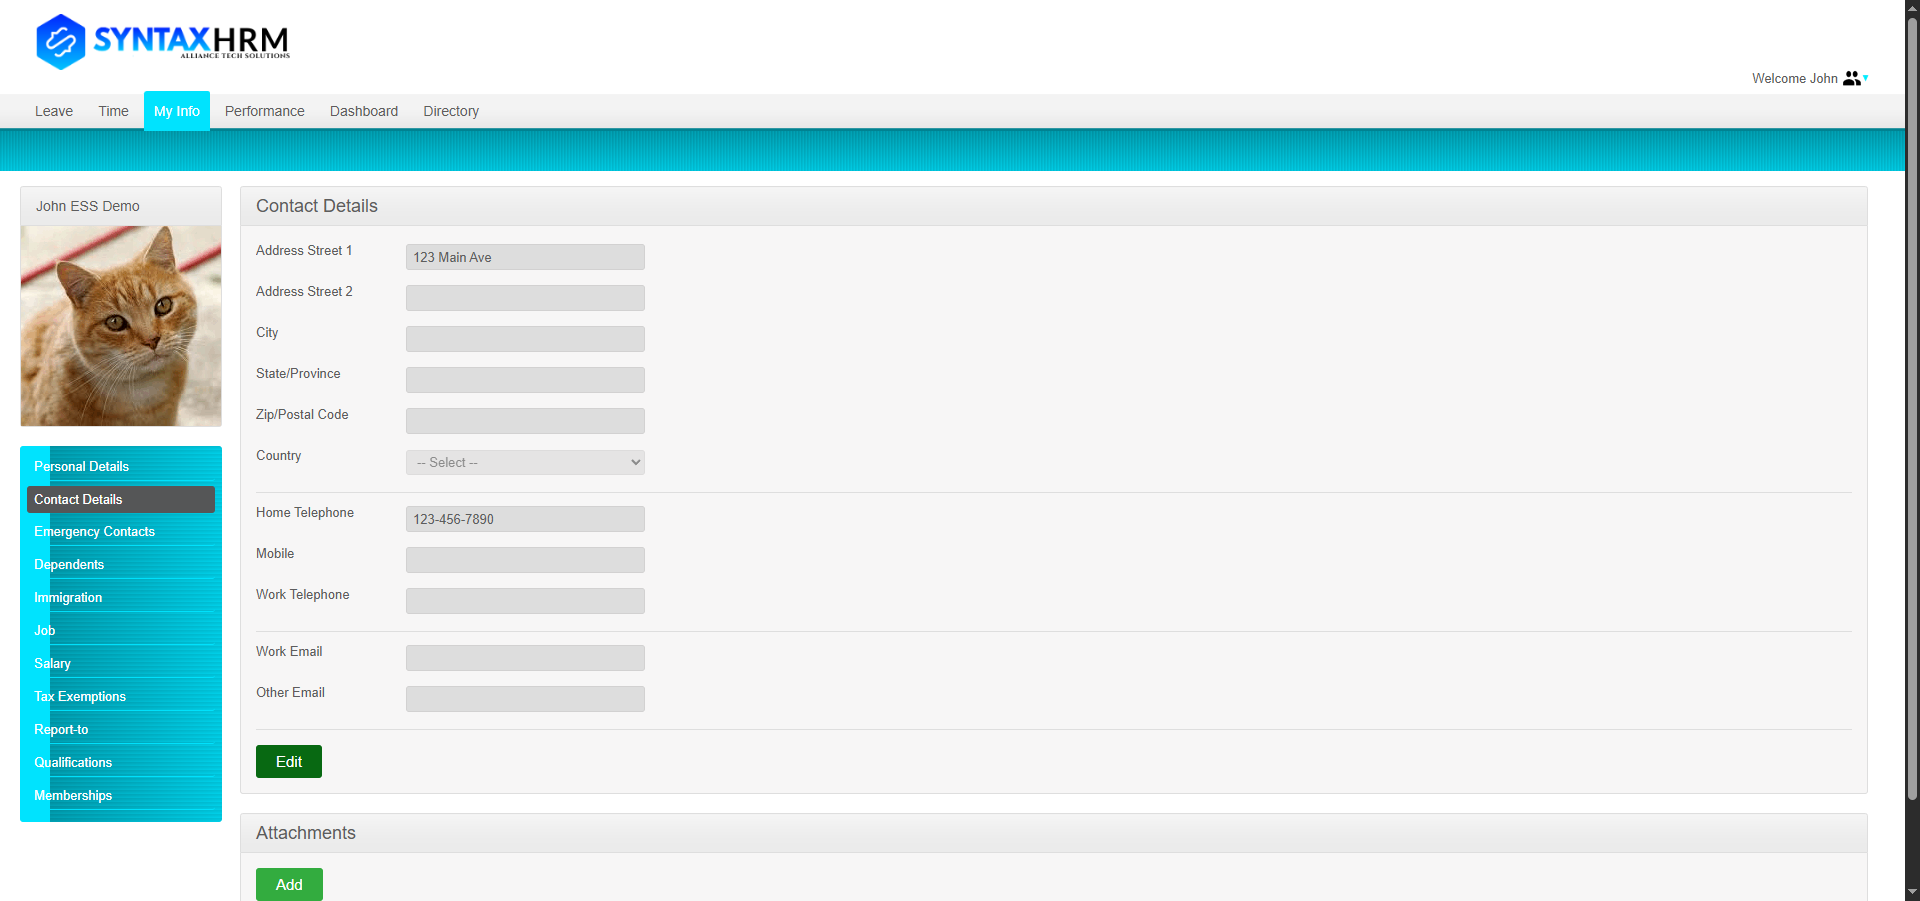 SYNTAXHRM
ALLIANCE TECH SOLUTIONS
Welcome John
Leave Time My Info Performance Dashboard Directory
John ESS Demo
Personal Details
Contact Details
Emergency Contacts
Dependents
Immigration
Job
Salary
Tax Exemptions
Report-to
Qualifications
Memberships
Contact Details
Address Street 1 123 Main Ave
Address Street 2
City
State/Province
Zip/Postal Code
Country -- Select --
Home Telephone 123-456-7890
Mobile
Work Telephone
Work Email
Other Email
Edit
Attachments
Add